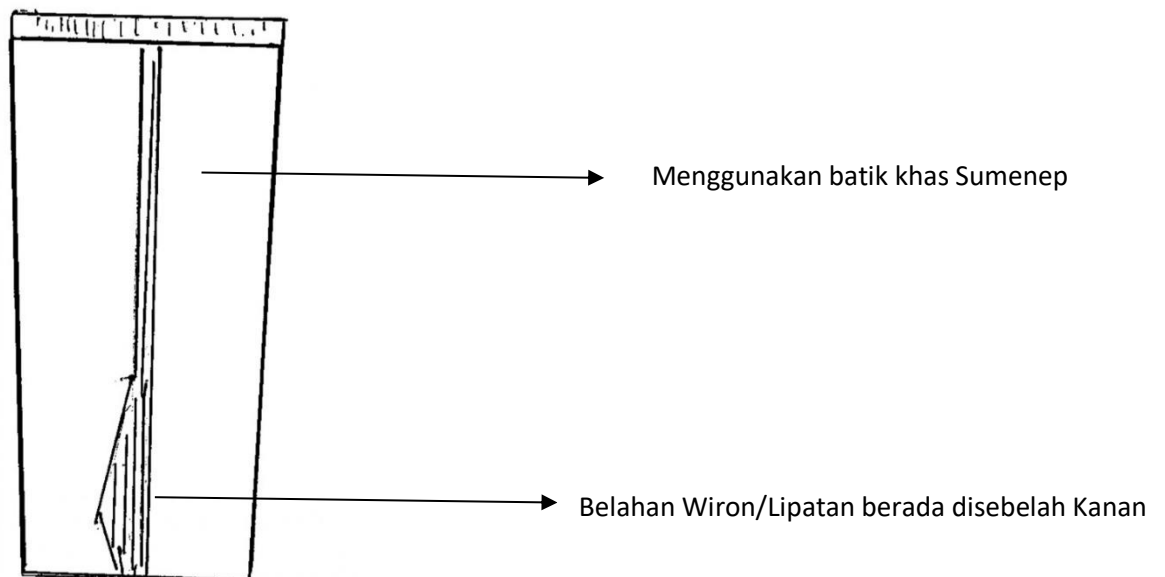 Menggunakan batik khas Sumenep
Belahan Wiron/Lipatan berada disebelah Kanan